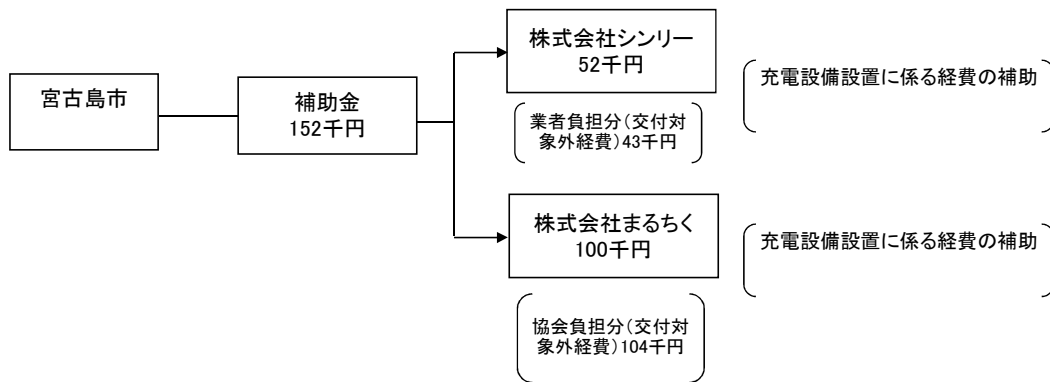 宮古島市
補助金
152千円
株式会社シンリー
52千円
業者負担分(交付対
象外経費)43千円
充電設備設置に係る経費の補助
株式会社まるちく
100千円
協会負担分(交付対
象外経費)104千円
充電設備設置に係る経費の補助